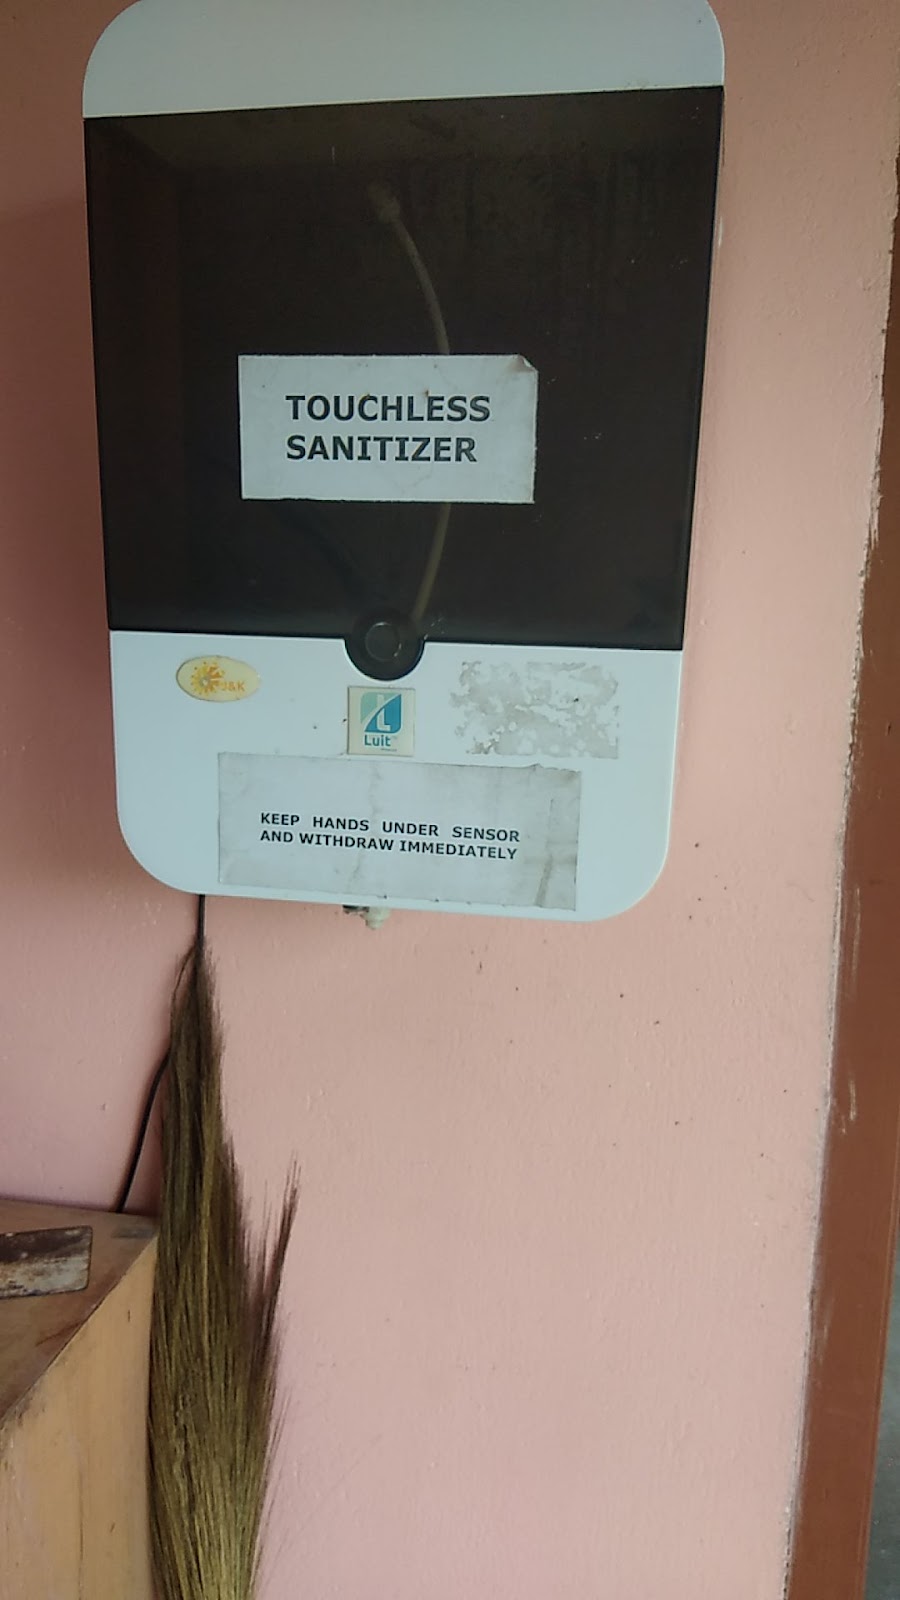 TOUCHLESS
SANITIZER
J&K
Luit
KEEP HANDS UNDER SENSOR
AND WITHDRAW IMMEDIATELY